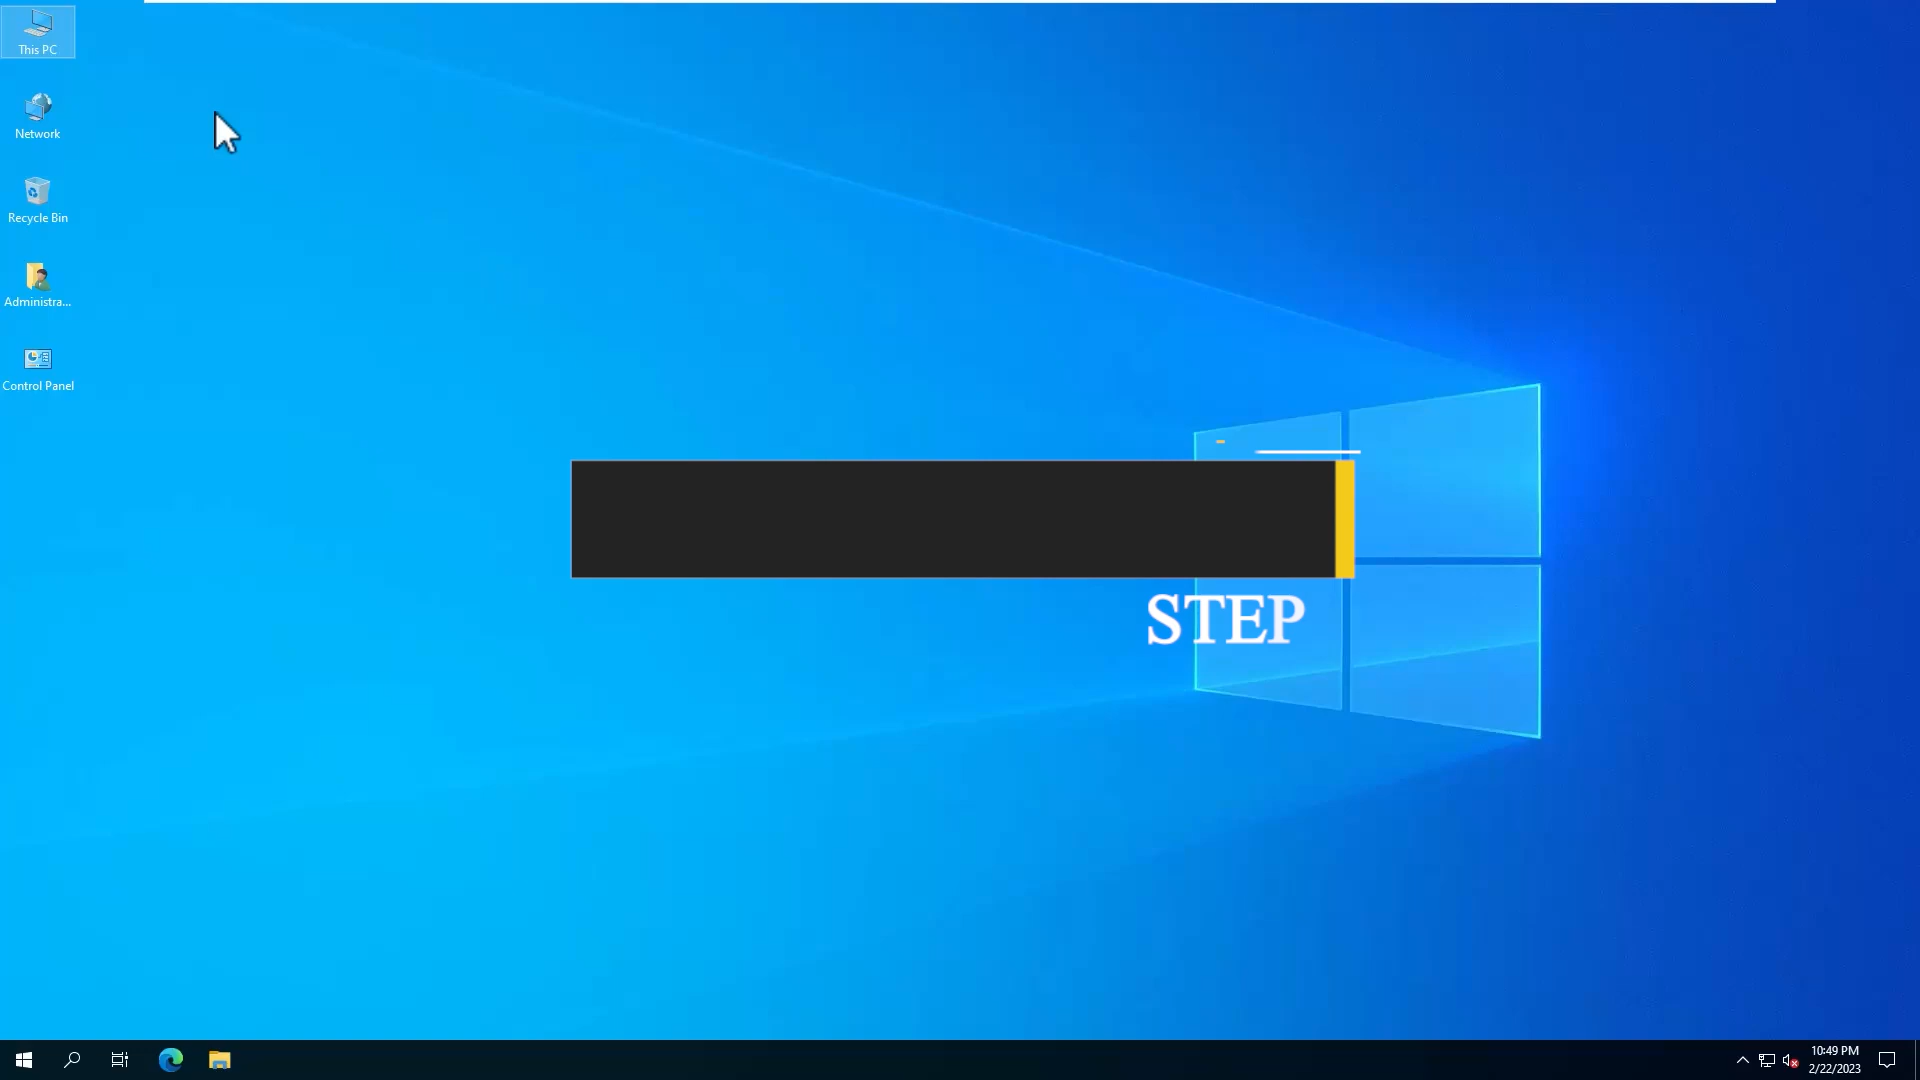 This PC
Network
Recycle Bin
Administra...
Control Panel
STEP
10:49 PM
2/22/2023